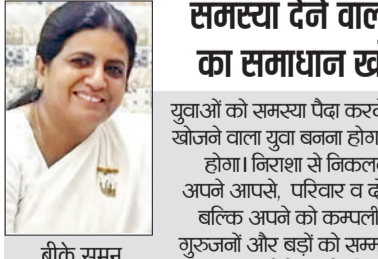 समस्या देने वाल
का समाधान ख
युवाओं को समस्या पैदा करने
खोजने वाला युवा बनना होगा
होगा। निराशा से निकल
अपने आपसे, परिवार व
बल्कि अपने को कम्पली
गुरुजनों और बड़ों को सम्म
बीके सुमन